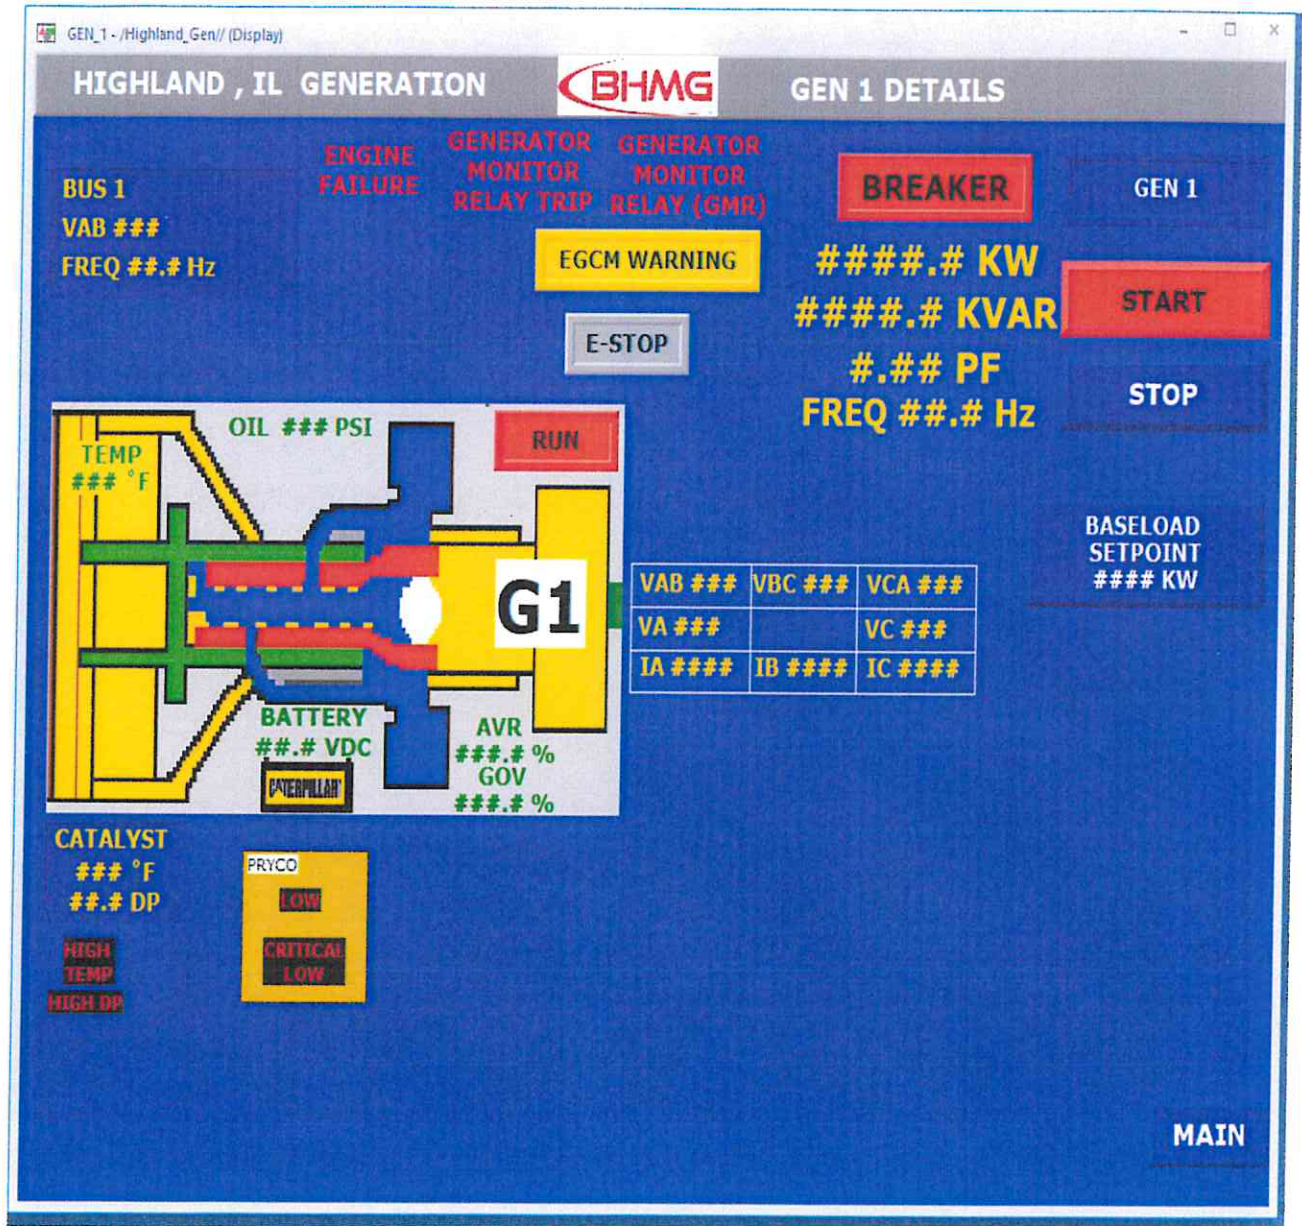 GEN_1 - /Highland_Gen// (Display)
HIGHLAND , IL GENERATION
BHMG
GEN 1 DETAILS
BUS 1
VAB ###
FREQ ##.# Hz
ENGINE
FAILURE
GENERATOR
MONITOR
RELAY TRIP
GENERATOR
MONITOR
RELAY (GMR)
EGCM WARNING
E-STOP
BREAKER
####.# KW
####.# KVAR
#.## PF
FREQ ##.# Hz
GEN 1
START
STOP
BASELOAD
SETPOINT
#### KW
TEMP
### °F
OIL ### PSI
RUN
G1
BATTERY
##.# VDC
CATERPILLAR
AVR
###.# %
GOV
###.# %
VAB ### VBC ### VCA ###
VA ### VC ###
IA #### IB #### IC ####
CATALYST
### °F
##.# DP
HIGH
TEMP
HIGH DP
PRYCO
LOW
CRITICAL
LOW
MAIN